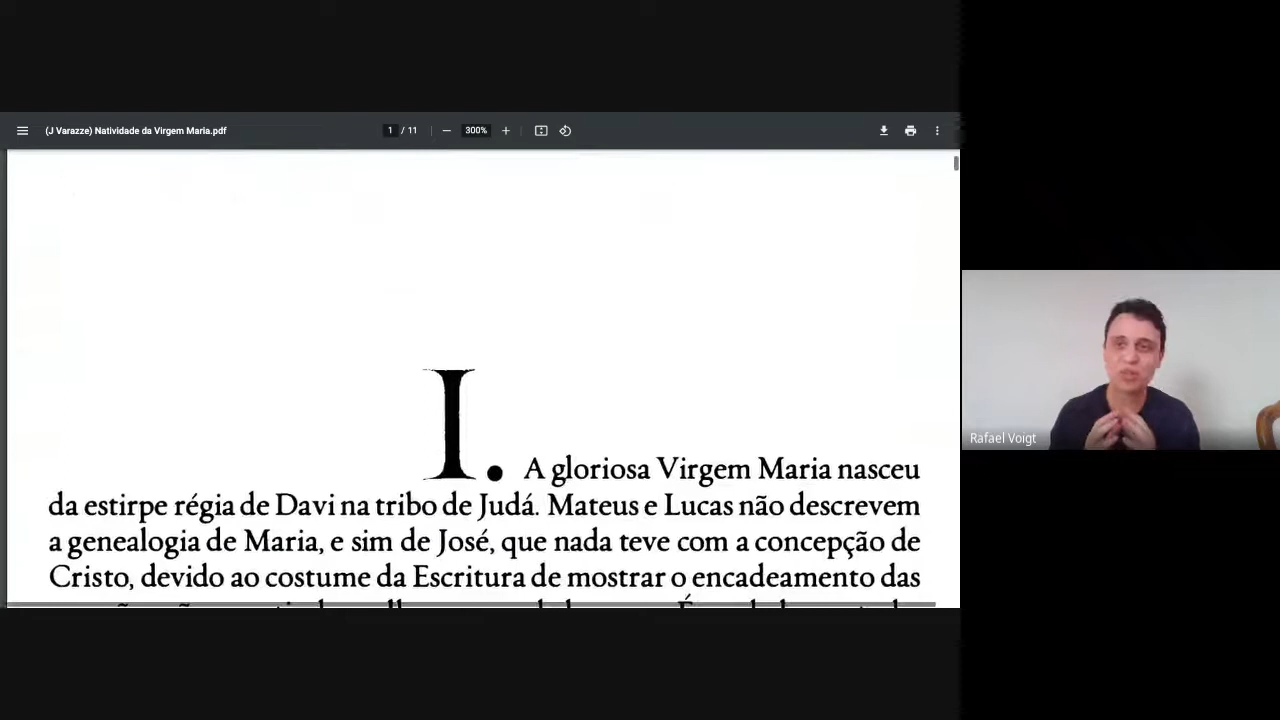 (J Varazze) Natividade da Virgem Maria.pdf
1 / 11
300%
I. A gloriosa Virgem Maria nasceu
da estirpe régia de Davi na tribo de Judá. Mateus e Lucas não descrevem
a genealogia de Maria, e sim de José, que nada teve com a concepção de
Cristo, devido ao costume da Escritura de mostrar o encadeamento das
Rafael Voigt